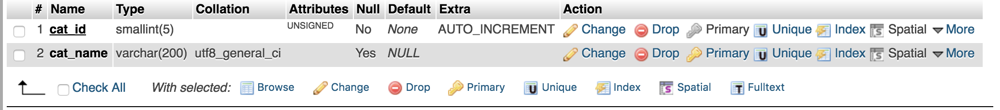 # Name Type Collation Attributes Null Default Extra Action
1 cat_id smallint(5) UNSIGNED No None AUTO_INCREMENT Change Drop Primary Unique Index Spatial More
2 cat_name varchar(200) utf8_general_ci Yes NULL Change Drop Primary Unique Index Spatial More
Check All With selected: Browse Change Drop Primary Unique Index Spatial Fulltext